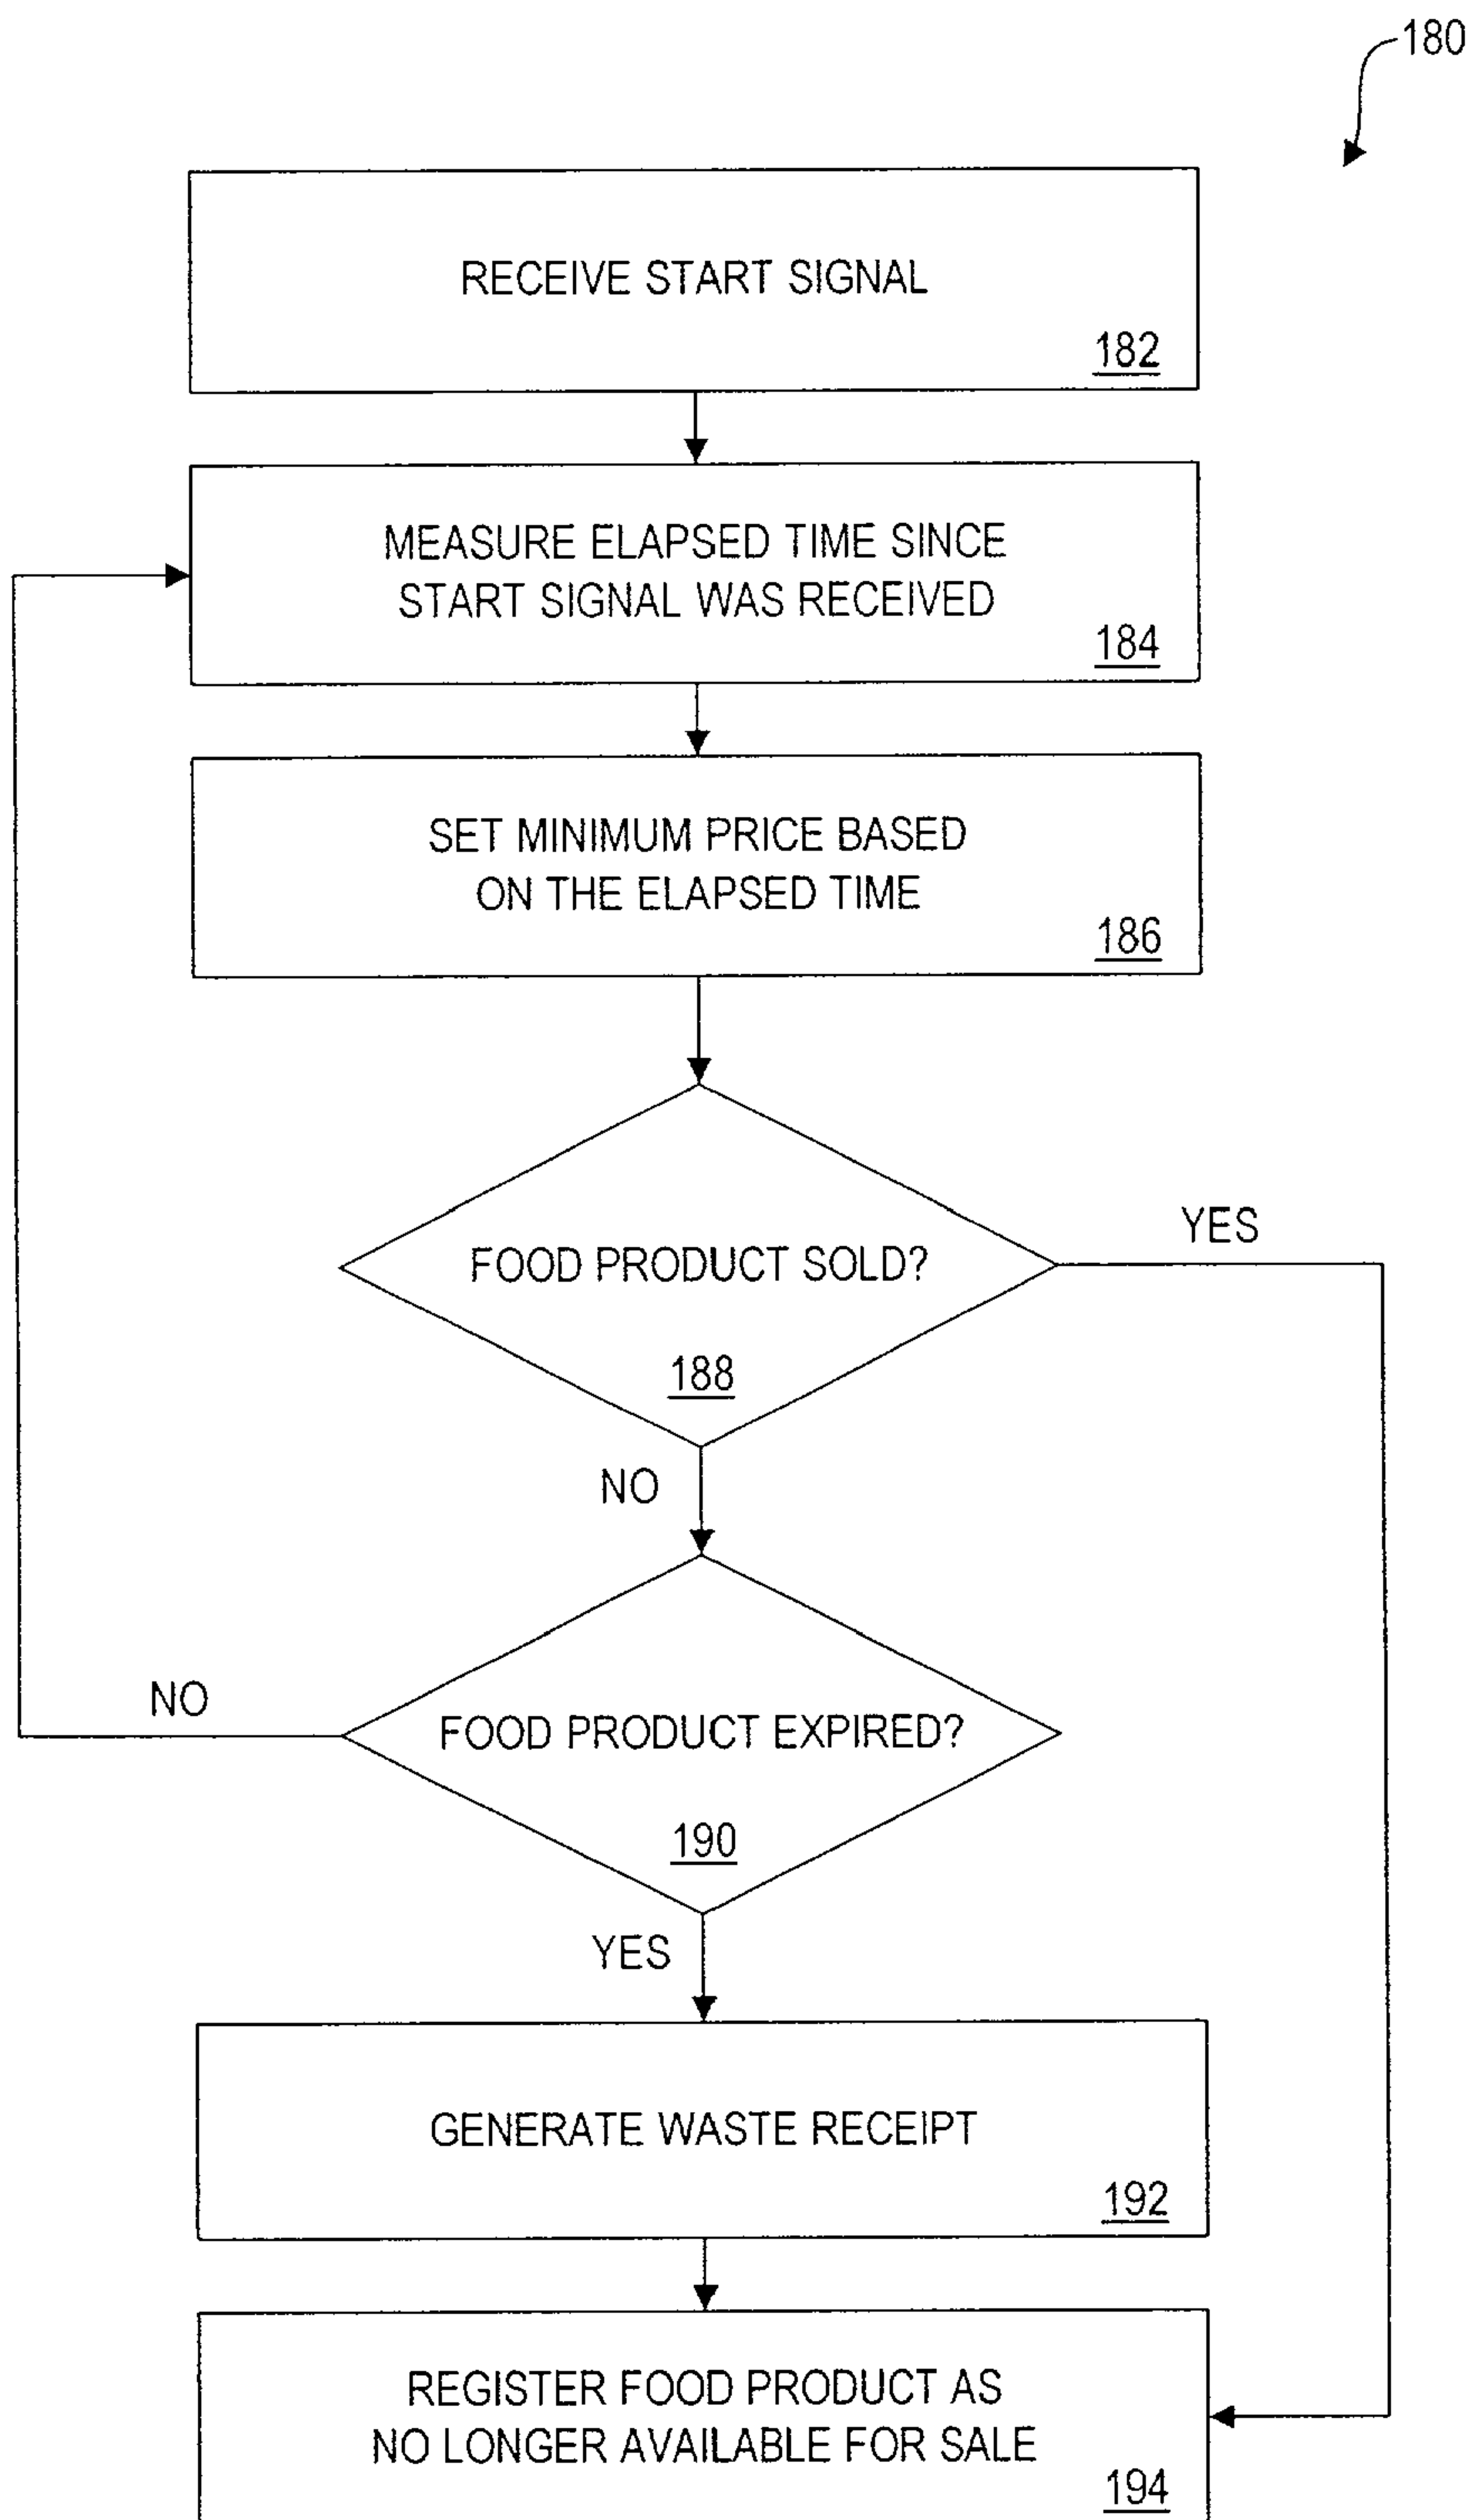 180
RECEIVE START SIGNAL
182
MEASURE ELAPSED TIME SINCE
START SIGNAL WAS RECEIVED
184
SET MINIMUM PRICE BASED
ON THE ELAPSED TIME
186
YES
FOOD PRODUCT SOLD?
188
NO
NO
FOOD PRODUCT EXPIRED?
190
YES
GENERATE WASTE RECEIPT
192
REGISTER FOOD PRODUCT AS
NO LONGER AVAILABLE FOR SALE
194